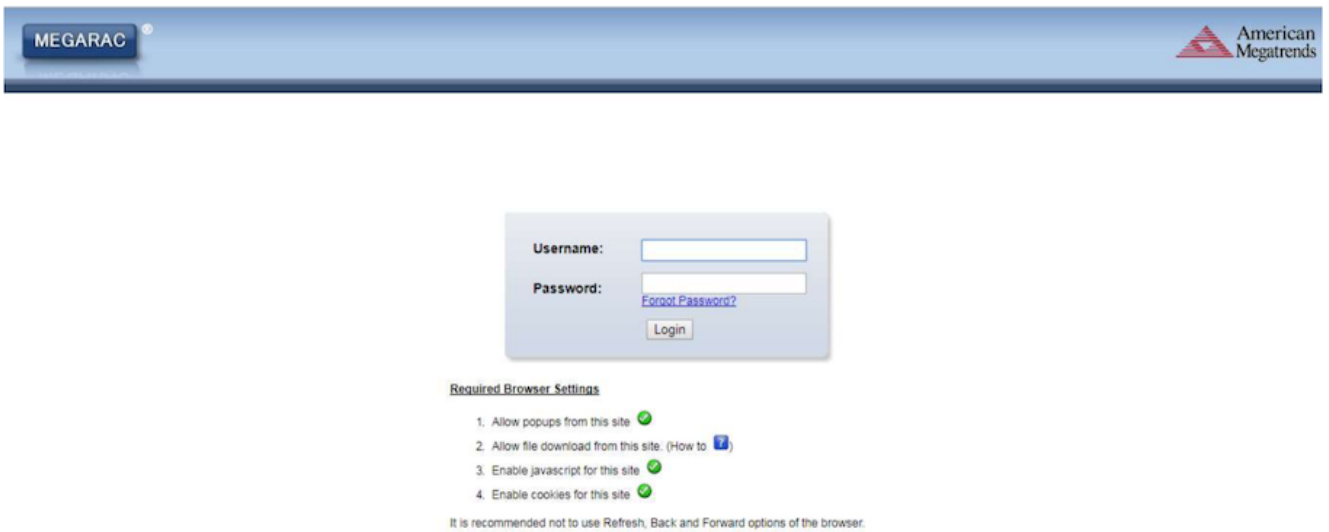 MEGARAC ®
American
Megatrends
Username:
Password:
Forgot Password?
Login
Required Browser Settings
1. Allow popups from this site
2. Allow file download from this site. (How to ?)
3. Enable javascript for this site
4. Enable cookies for this site
It is recommended not to use Refresh, Back and Forward options of the browser.